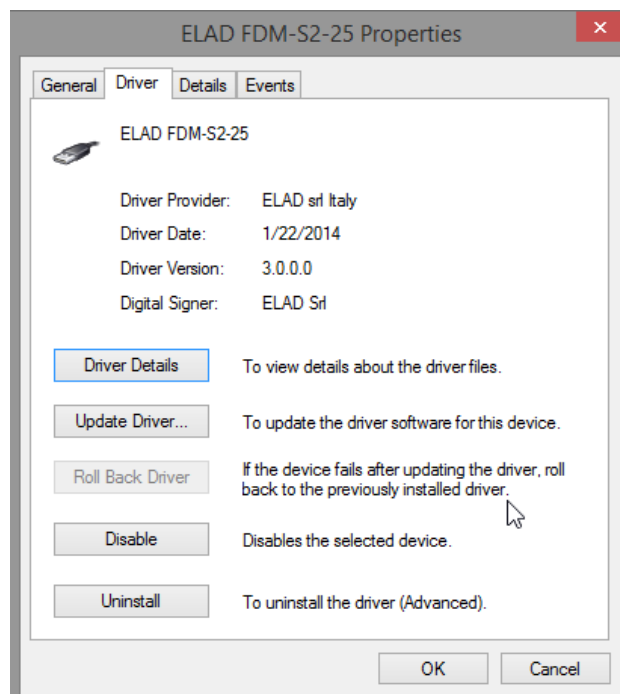 ELAD FDM-S2-25 Properties
General Driver Details Events
ELAD FDM-S2-25
Driver Provider: ELAD srl Italy
Driver Date: 1/22/2014
Driver Version: 3.0.0.0
Digital Signer: ELAD Srl
Driver Details To view details about the driver files.
Update Driver... To update the driver software for this device.
Roll Back Driver If the device fails after updating the driver, roll
back to the previously installed driver.
Disable Disables the selected device.
Uninstall To uninstall the driver (Advanced).
OK Cancel